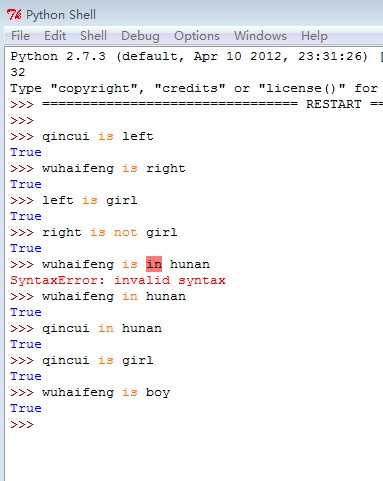 Python Shell
File Edit Shell Debug Options Windows Help
Python 2.7.3 (default, Apr 10 2012, 23:31:26) [
32
Type "copyright", "credits" or "license()" for
>>> ================================ RESTART ==
>>>
>>> qincui is left
True
>>> wuhaifeng is right
True
>>> left is girl
True
>>> right is not girl
True
>>> wuhaifeng is in hunan
SyntaxError: invalid syntax
>>> wuhaifeng in hunan
True
>>> qincui in hunan
True
>>> qincui is girl
True
>>> wuhaifeng is boy
True
>>>